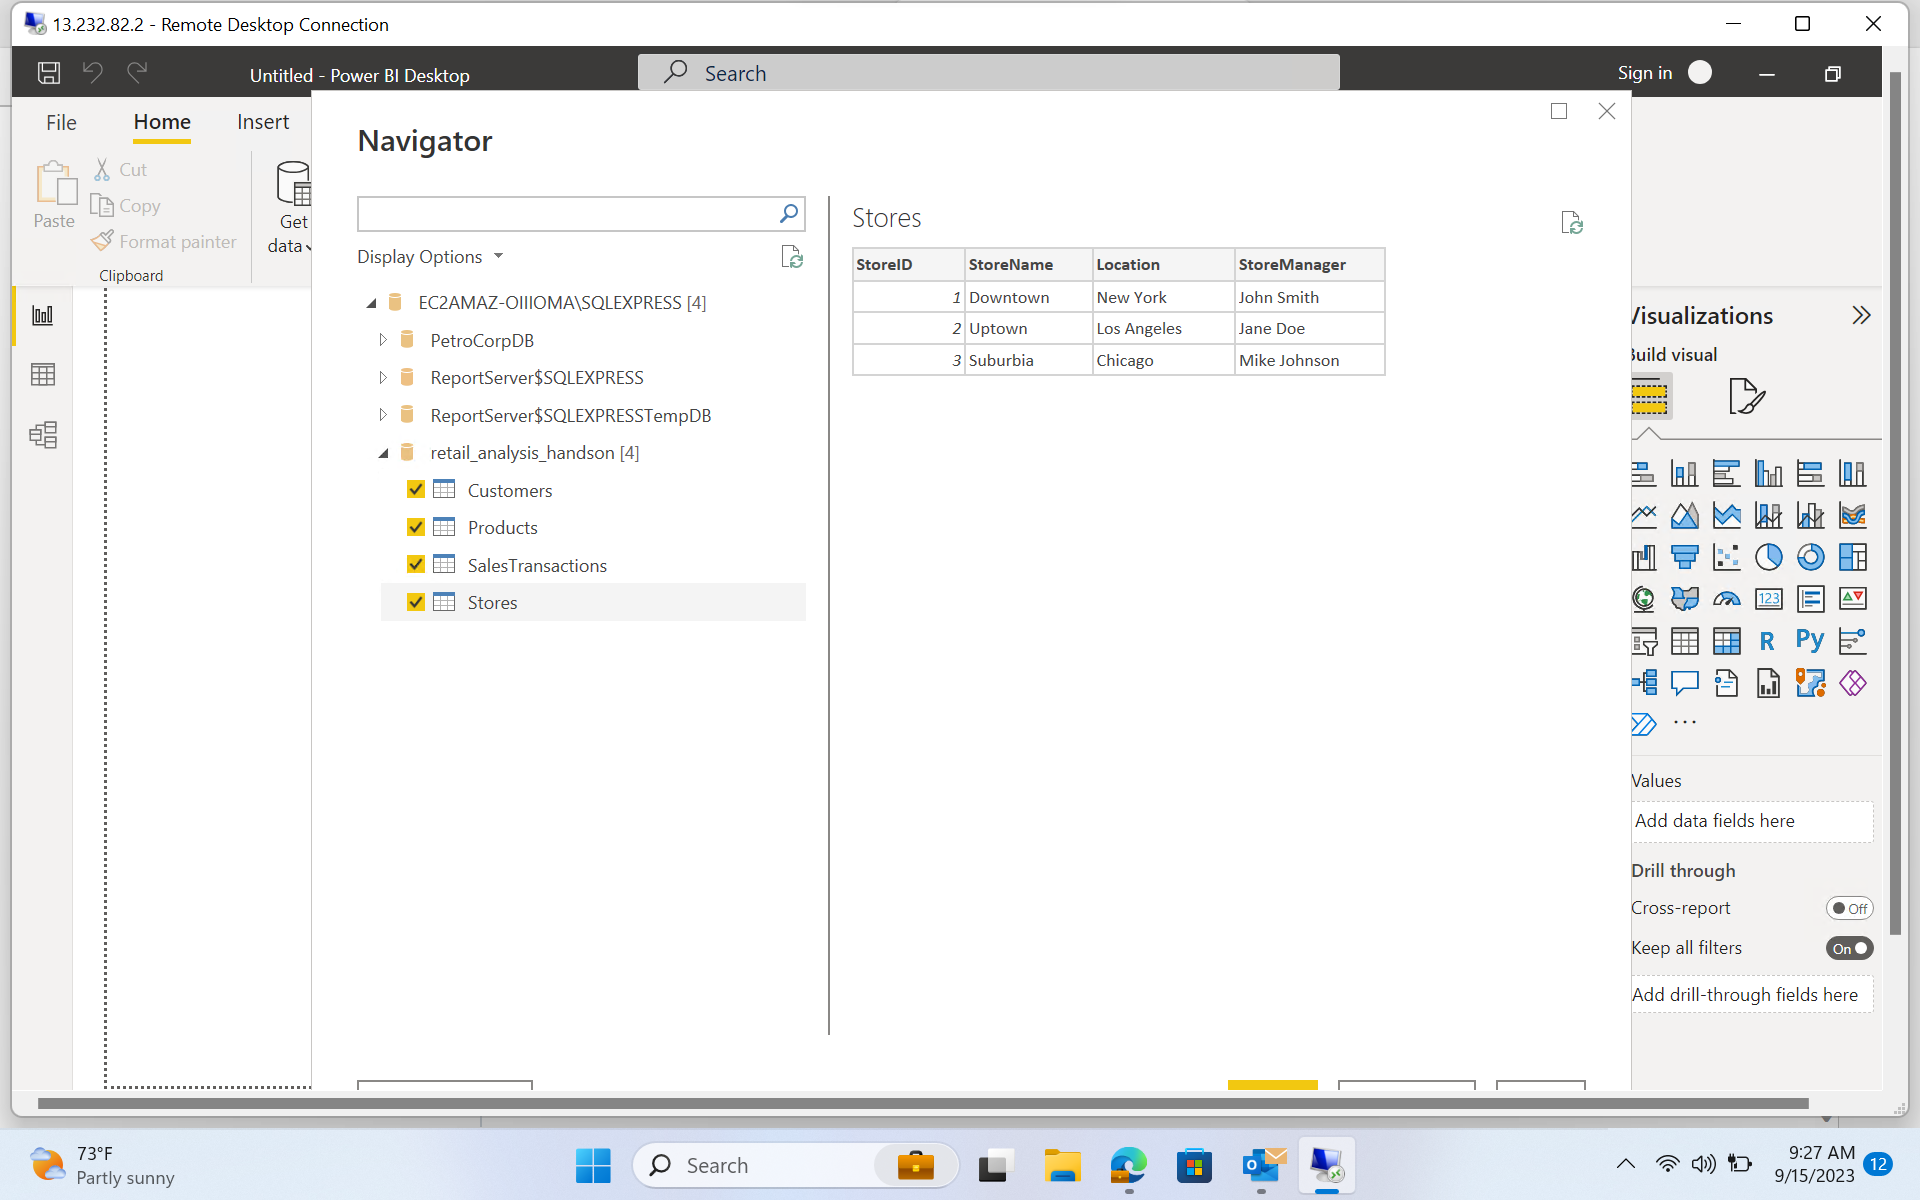 13.232.82.2 - Remote Desktop Connection
Untitled - Power BI Desktop
Search
Sign in
File
Home
Insert
Paste
Cut
Copy
Format painter
Clipboard
Get
data
Navigator
Display Options
EC2AMAZ-OIIIOMA\SQLEXPRESS [4]
PetroCorpDB
ReportServer$SQLEXPRESS
ReportServer$SQLEXPRESSTempDB
retail_analysis_handson [4]
Customers
Products
SalesTransactions
Stores
Stores
StoreID StoreName Location StoreManager
1 Downtown New York John Smith
2 Uptown Los Angeles Jane Doe
3 Suburbia Chicago Mike Johnson
Visualizations
Build visual
123
R
Py
Values
Add data fields here
Drill through
Cross-report
Off
Keep all filters
On
Add drill-through fields here
73°F
Partly sunny
Search
9:27 AM
9/15/2023
12